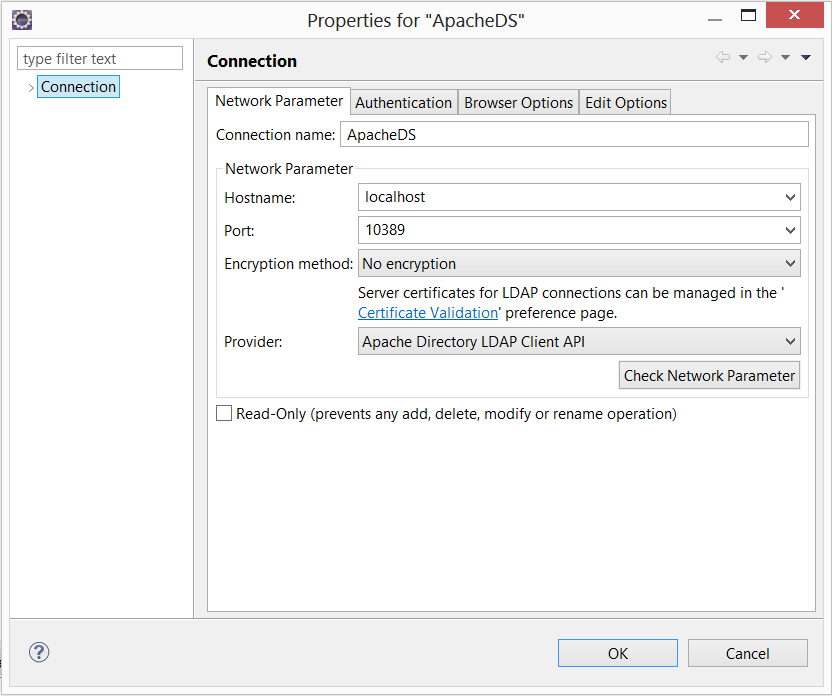 Properties for "ApacheDS"
type filter text
Connection
Connection
Network Parameter
Authentication
Browser Options
Edit Options
Connection name:
ApacheDS
Network Parameter
Hostname:
localhost
Port:
10389
Encryption method:
No encryption
Server certificates for LDAP connections can be managed in the '
Certificate Validation' preference page.
Provider:
Apache Directory LDAP Client API
Check Network Parameter
Read-Only (prevents any add, delete, modify or rename operation)
?
OK
Cancel